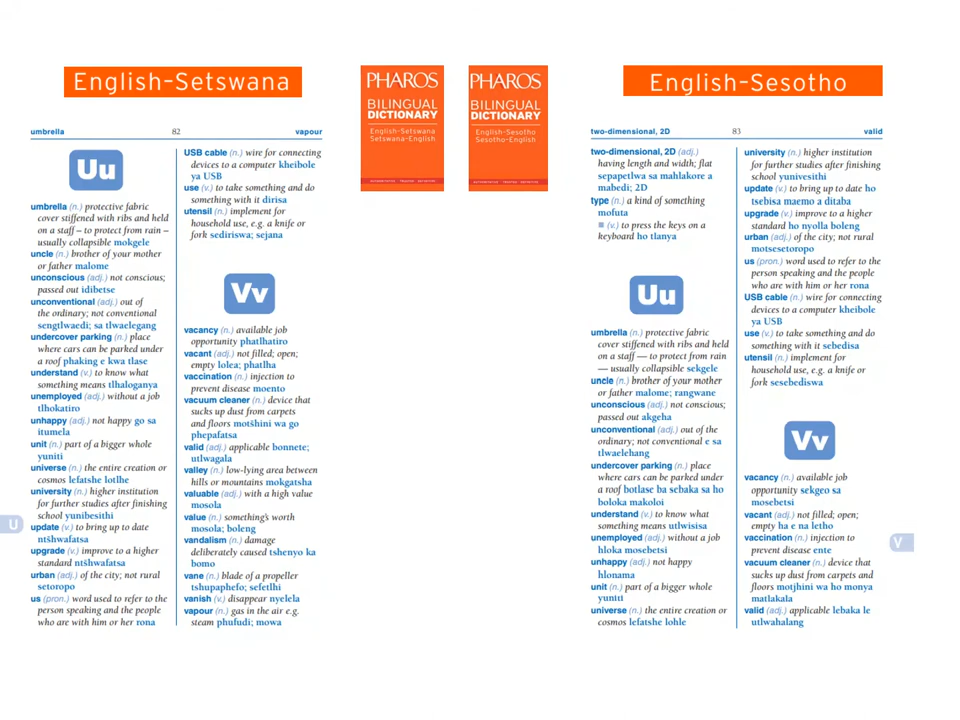 English–Setswana
umbrella 82 vapour
Uu
umbrella (n.) protective fabric
cover stiffened with ribs and held
on a staff – to protect from rain –
usually collapsible mokgele
uncle (n.) brother of your mother
or father malome
unconscious (adj.) not conscious;
passed out idibetse
unconventional (adj.) out of
the ordinary; not conventional
sengtlwaedi; sa tlwaelegang
undercover parking (n.) place
where cars can be parked under
a roof phaking e kwa tlase
understand (v.) to know what
something means tlhaloganya
unemployed (adj.) without a job
tlhokatiro
unhappy (adj.) not happy go sa
itumela
unit (n.) part of a bigger whole
yuniti
universe (n.) the entire creation or
cosmos lefatshe lotlhe
university (n.) higher institution
for further studies after finishing
school yunibesithi
update (v.) to bring up to date
ntšhwafatsa
upgrade (v.) improve to a higher
standard ntšhwafatsa
urban (adj.) of the city; not rural
setoropo
us (pron.) word used to refer to the
person speaking and the people
who are with him or her rona
U
USB cable (n.) wire for connecting
devices to a computer kheibole
ya USB
use (v.) to take something and do
something with it dirisa
utensil (n.) implement for
household use, e.g. a knife or
fork sediriswa; sejana
Vv
vacancy (n.) available job
opportunity phatlhatiro
vacant (adj.) not filled; open;
empty lolea; phatlha
vaccination (n.) injection to
prevent disease moento
vacuum cleaner (n.) device that
sucks up dust from carpets
and floors motšhini wa go
phepafatsa
valid (adj.) applicable bonnete;
utlwagala
valley (n.) low-lying area between
hills or mountains mokgatsha
valuable (adj.) with a high value
mosola
value (n.) something's worth
mosola; boleng
vandalism (n.) damage
deliberately caused tshenyo ka
bomo
vane (n.) blade of a propeller
tshupaphefo; sefetlhi
vanish (v.) disappear nyelela
vapour (n.) gas in the air e.g.
steam phufudi; mowa
PHAROS
BILINGUAL
DICTIONARY
English–Setswana
Setswana–English
PHAROS
BILINGUAL
DICTIONARY
English–Sesotho
Sesotho–English
English–Sesotho
two-dimensional, 2D 83 valid
two-dimensional, 2D (adj.)
having length and width; flat
sepapetlwa sa mahlakore a
mabedi; 2D
type (n.) a kind of something
mofuta
■ (v.) to press the keys on a
keyboard ho tlanya
Uu
umbrella (n.) protective fabric
cover stiffened with ribs and held
on a staff — to protect from rain
— usually collapsible sekgele
uncle (n.) brother of your mother
or father malome; rangwane
unconscious (adj.) not conscious;
passed out akgeha
unconventional (adj.) out of the
ordinary; not conventional e sa
tlwaelehang
undercover parking (n.) place
where cars can be parked under
a roof botlase ba sebaka sa ho
boloka makoloi
understand (v.) to know what
something means utlwisisa
unemployed (adj.) without a job
hloka mosebetsi
unhappy (adj.) not happy
hlonama
unit (n.) part of a bigger whole
yuniti
universe (n.) the entire creation or
cosmos lefatshe lohle
university (n.) higher institution
for further studies after finishing
school yunivesithi
update (v.) to bring up to date ho
tsebisa maemo a ditaba
upgrade (v.) improve to a higher
standard ho nyolla boleng
urban (adj.) of the city; not rural
motsesetoropo
us (pron.) word used to refer to the
person speaking and the people
who are with him or her rona
USB cable (n.) wire for connecting
devices to a computer kheibole
ya USB
use (v.) to take something and do
something with it sebedisa
utensil (n.) implement for
household use, e.g. a knife or
fork sesebediswa
Vv
vacancy (n.) available job
opportunity sekgeo sa
mosebetsi
vacant (adj.) not filled; open;
empty ha e na letho
vaccination (n.) injection to
prevent disease ente
vacuum cleaner (n.) device that
sucks up dust from carpets and
floors motjhini wa ho monya
matlakala
valid (adj.) applicable lebaka le
utlwahalang
V